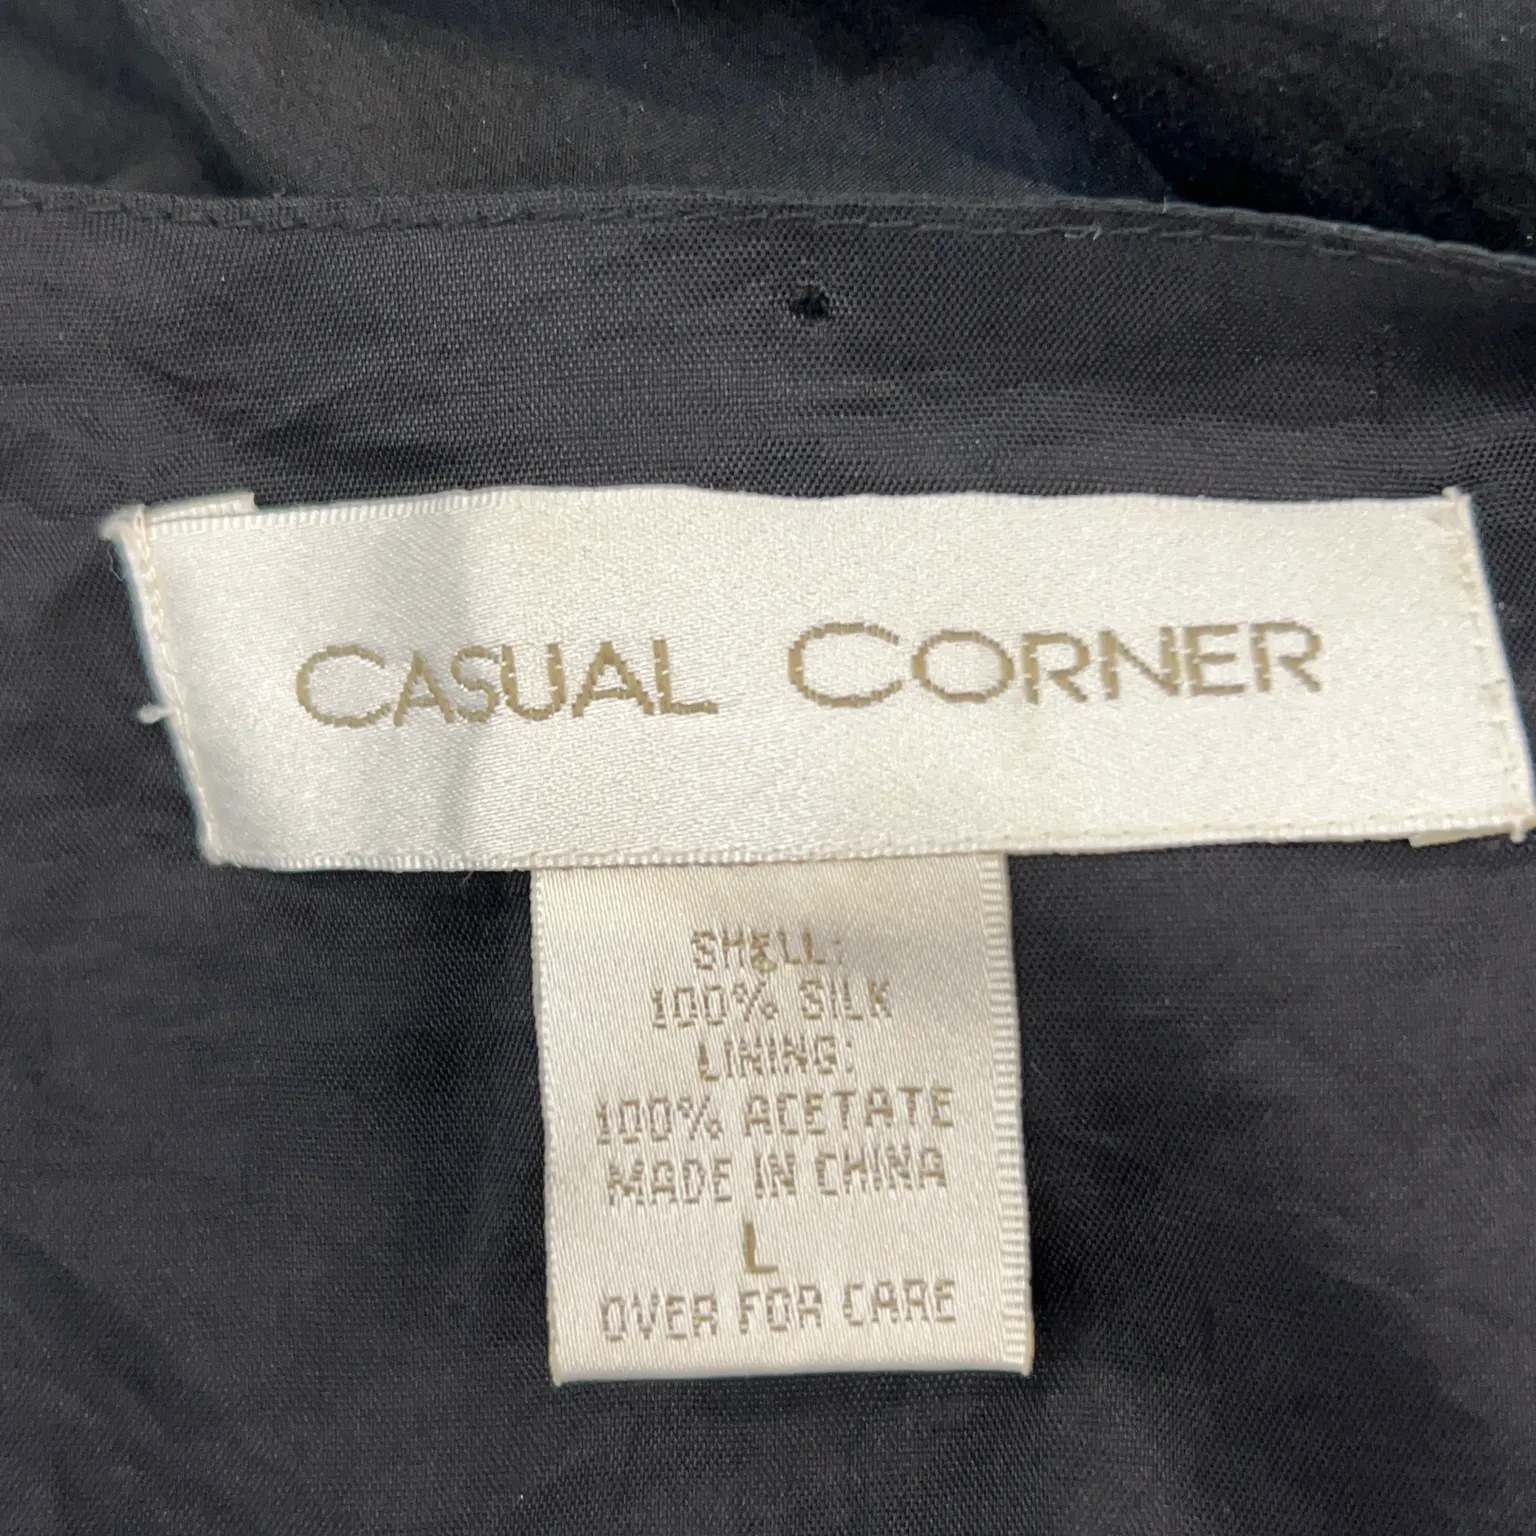 CASUAL CORNER
SHELL:
100% SILK
LINING:
100% ACETATE
MADE IN CHINA
L
OVER FOR CARE